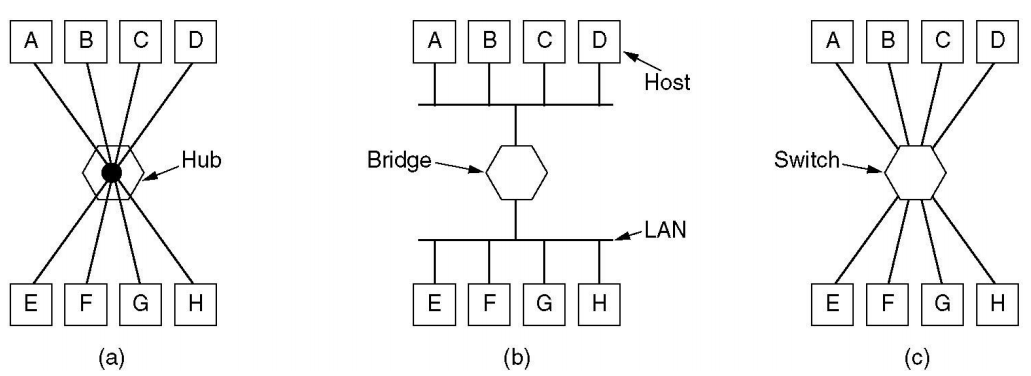 A B C D
Hub
E F G H
(a)
A B C D
Host
Bridge
LAN
E F G H
(b)
A B C D
Switch
E F G H
(c)